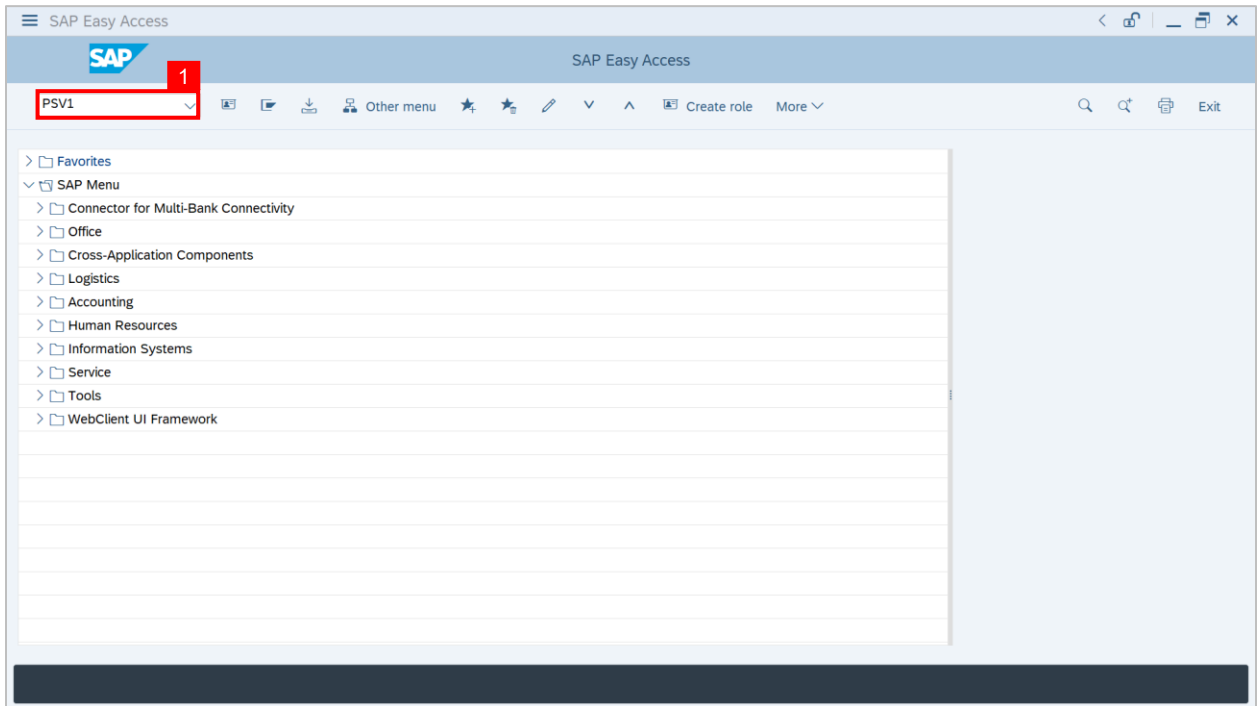 SAP Easy Access
SAP
SAP Easy Access
1
PSV1 Other menu Create role More Exit
Favorites
SAP Menu
Connector for Multi-Bank Connectivity
Office
Cross-Application Components
Logistics
Accounting
Human Resources
Information Systems
Service
Tools
WebClient UI Framework